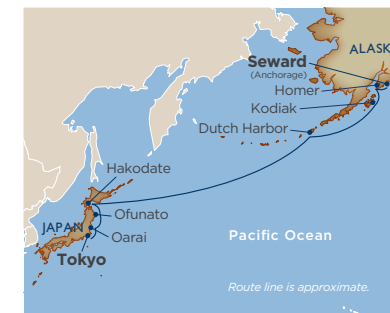 ALASK
Seward
(Anchorage)
Homer
Kodiak
Dutch Harbor
Hakodate
Ofunato
JAPAN
Oarai
Tokyo
Pacific Ocean
Route line is approximate.